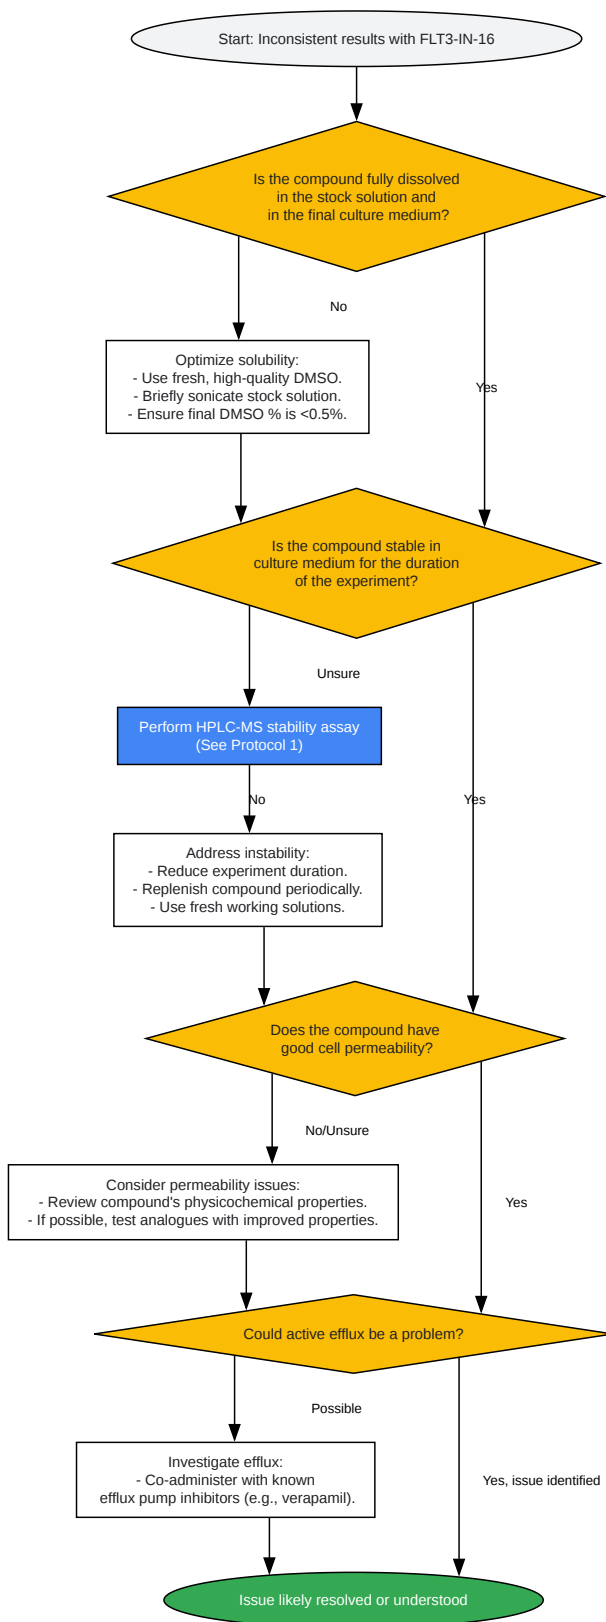 Start: Inconsistent results with FLT3-IN-16
Is the compound fully dissolved
in the stock solution and
in the final culture medium?
No
Optimize solubility:
- Use fresh, high-quality DMSO.
- Briefly sonicate stock solution.
- Ensure final DMSO % is <0.5%.
Yes
Is the compound stable in
culture medium for the duration
of the experiment?
Unsure
Perform HPLC-MS stability assay
(See Protocol 1)
No
Yes
Address instability:
- Reduce experiment duration.
- Replenish compound periodically.
- Use fresh working solutions.
Does the compound have
good cell permeability?
No/Unsure
Consider permeability issues:
- Review compound's physicochemical properties.
- If possible, test analogues with improved properties.
Yes
Could active efflux be a problem?
Possible
Investigate efflux:
- Co-administer with known
efflux pump inhibitors (e.g., verapamil).
Yes, issue identified
Issue likely resolved or understood